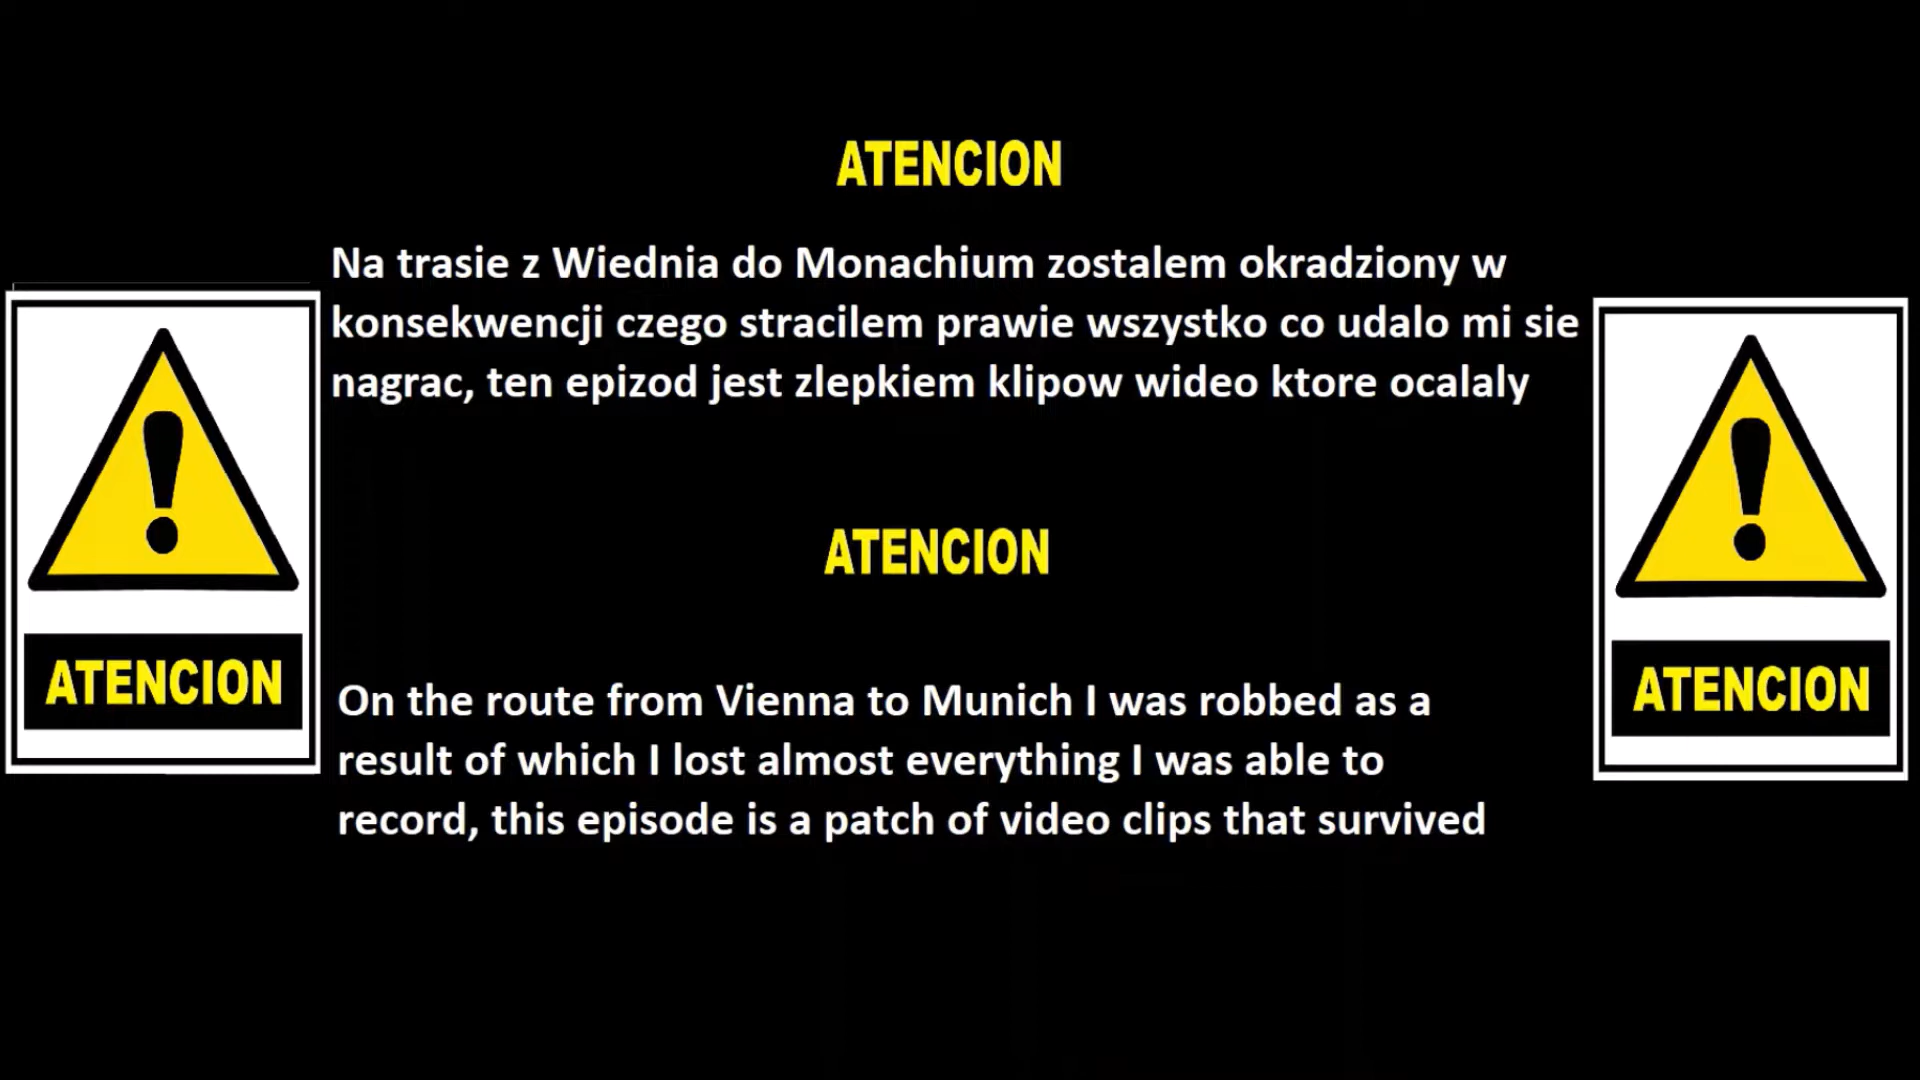 ATENCION
Na trasie z Wiednia do Monachium zostalem okradziony w
konsekwencji czego stracilem prawie wszystko co udalo mi sie
nagrac, ten epizod jest zlepkiem klipow wideo ktore ocalaly
ATENCION
ATENCION
ATENCION
On the route from Vienna to Munich I was robbed as a
result of which I lost almost everything I was able to
record, this episode is a patch of video clips that survived